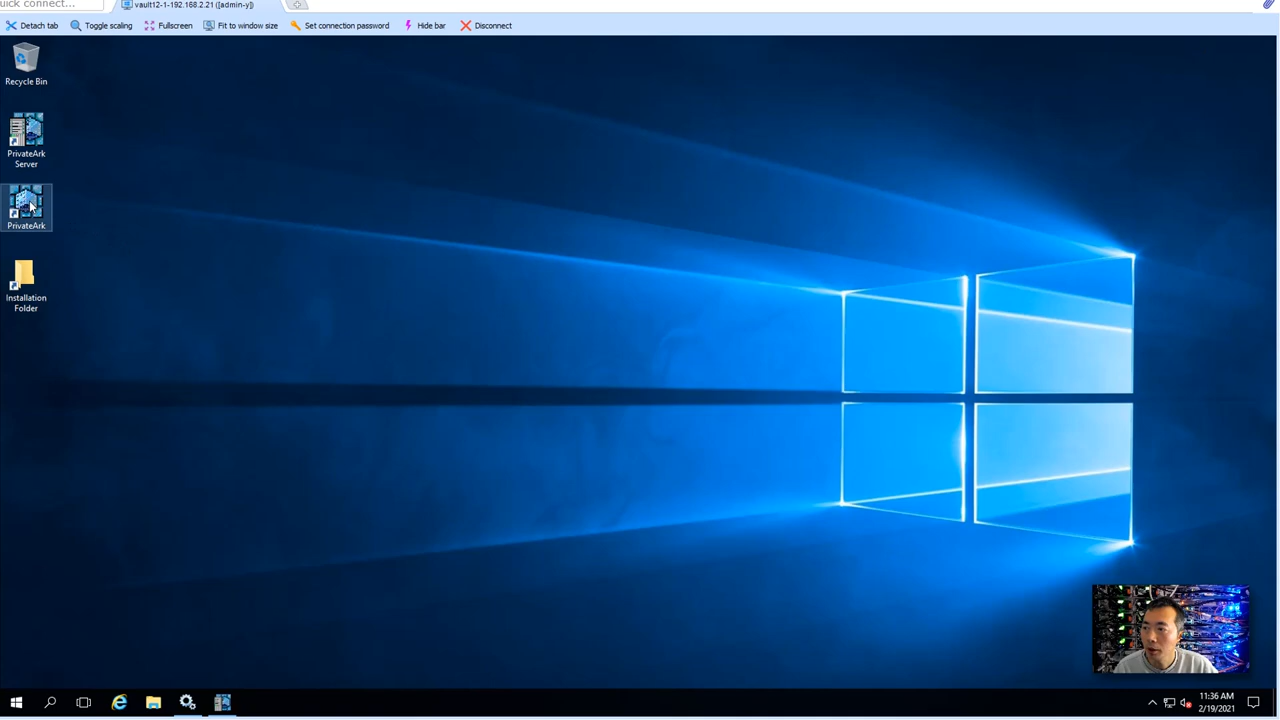 uick connect...
vault12-1-192.168.2.21 ([admin-y])
Detach tab
Toggle scaling
Fullscreen
Fit to window size
Set connection password
Hide bar
Disconnect
Recycle Bin
PrivateArk
Server
PrivateArk
Installation
Folder
11:36 AM
2/19/2021